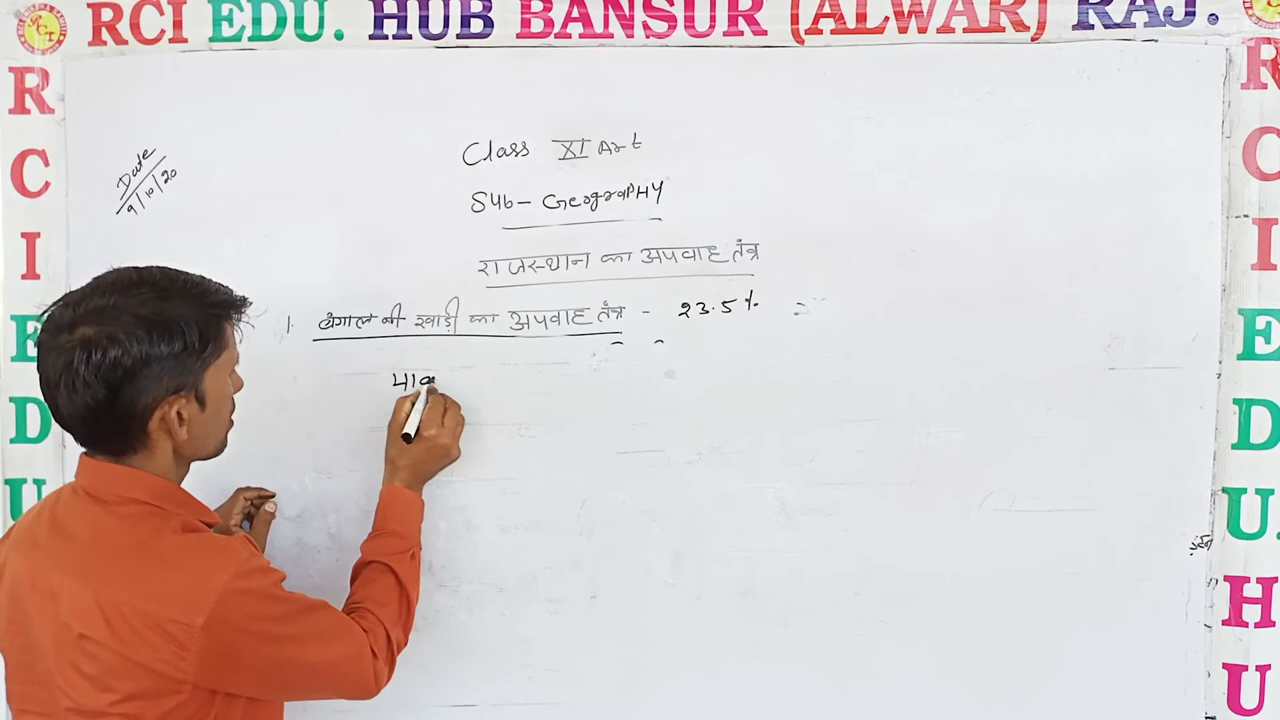 RCI EDU. HUB BANSUR (ALWAR) RAJ.
R
C
I
E
D
U
R
C
I
E
D
U.
H
U
Date
9/10/20
Class XI Art
Sub- GeograPHY
राजस्थान का अपवाह तंत्र
1. बंगाल की खाड़ी का अपवाह तंत्र - 23.5%